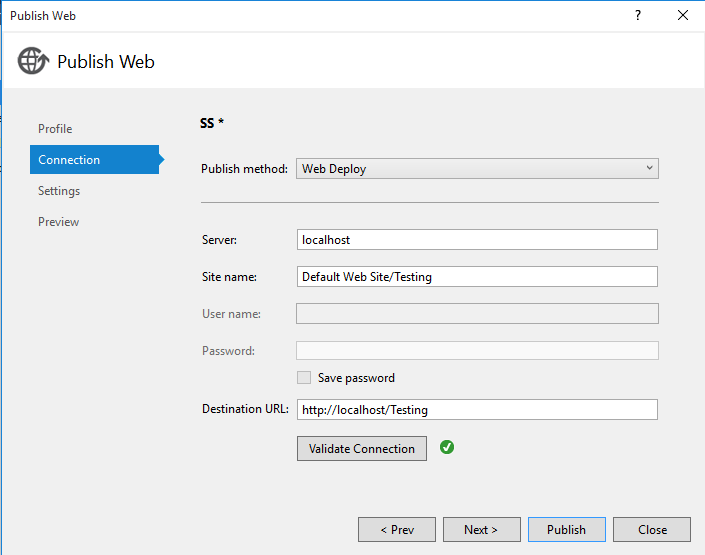 Publish Web
?
Publish Web
Profile
Connection
Settings
Preview
SS *
Publish method: Web Deploy
Server: localhost
Site name: Default Web Site/Testing
User name:
Password:
Save password
Destination URL: http://localhost/Testing
Validate Connection
< Prev Next > Publish Close